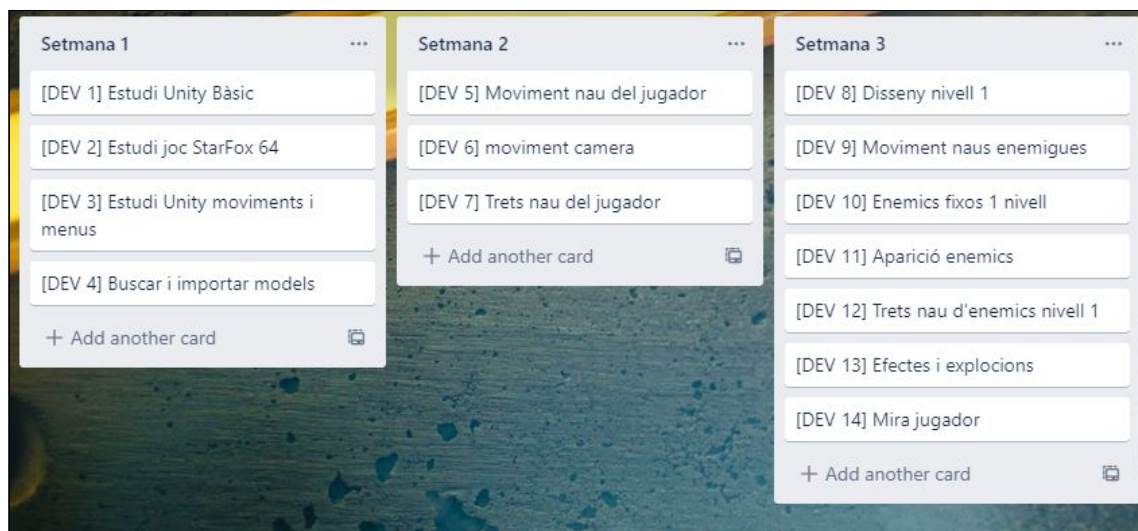 Setmana 1
[DEV 1] Estudi Unity Bàsic
[DEV 2] Estudi joc StarFox 64
[DEV 3] Estudi Unity moviments i
menus
[DEV 4] Buscar i importar models
+ Add another card
Setmana 2
[DEV 5] Moviment nau del jugador
[DEV 6] moviment camera
[DEV 7] Trets nau del jugador
+ Add another card
Setmana 3
[DEV 8] Disseny nivell 1
[DEV 9] Moviment naus enemigues
[DEV 10] Enemics fixos 1 nivell
[DEV 11] Aparició enemics
[DEV 12] Trets nau d'enemics nivell 1
[DEV 13] Efectes i explocions
[DEV 14] Mira jugador
+ Add another card